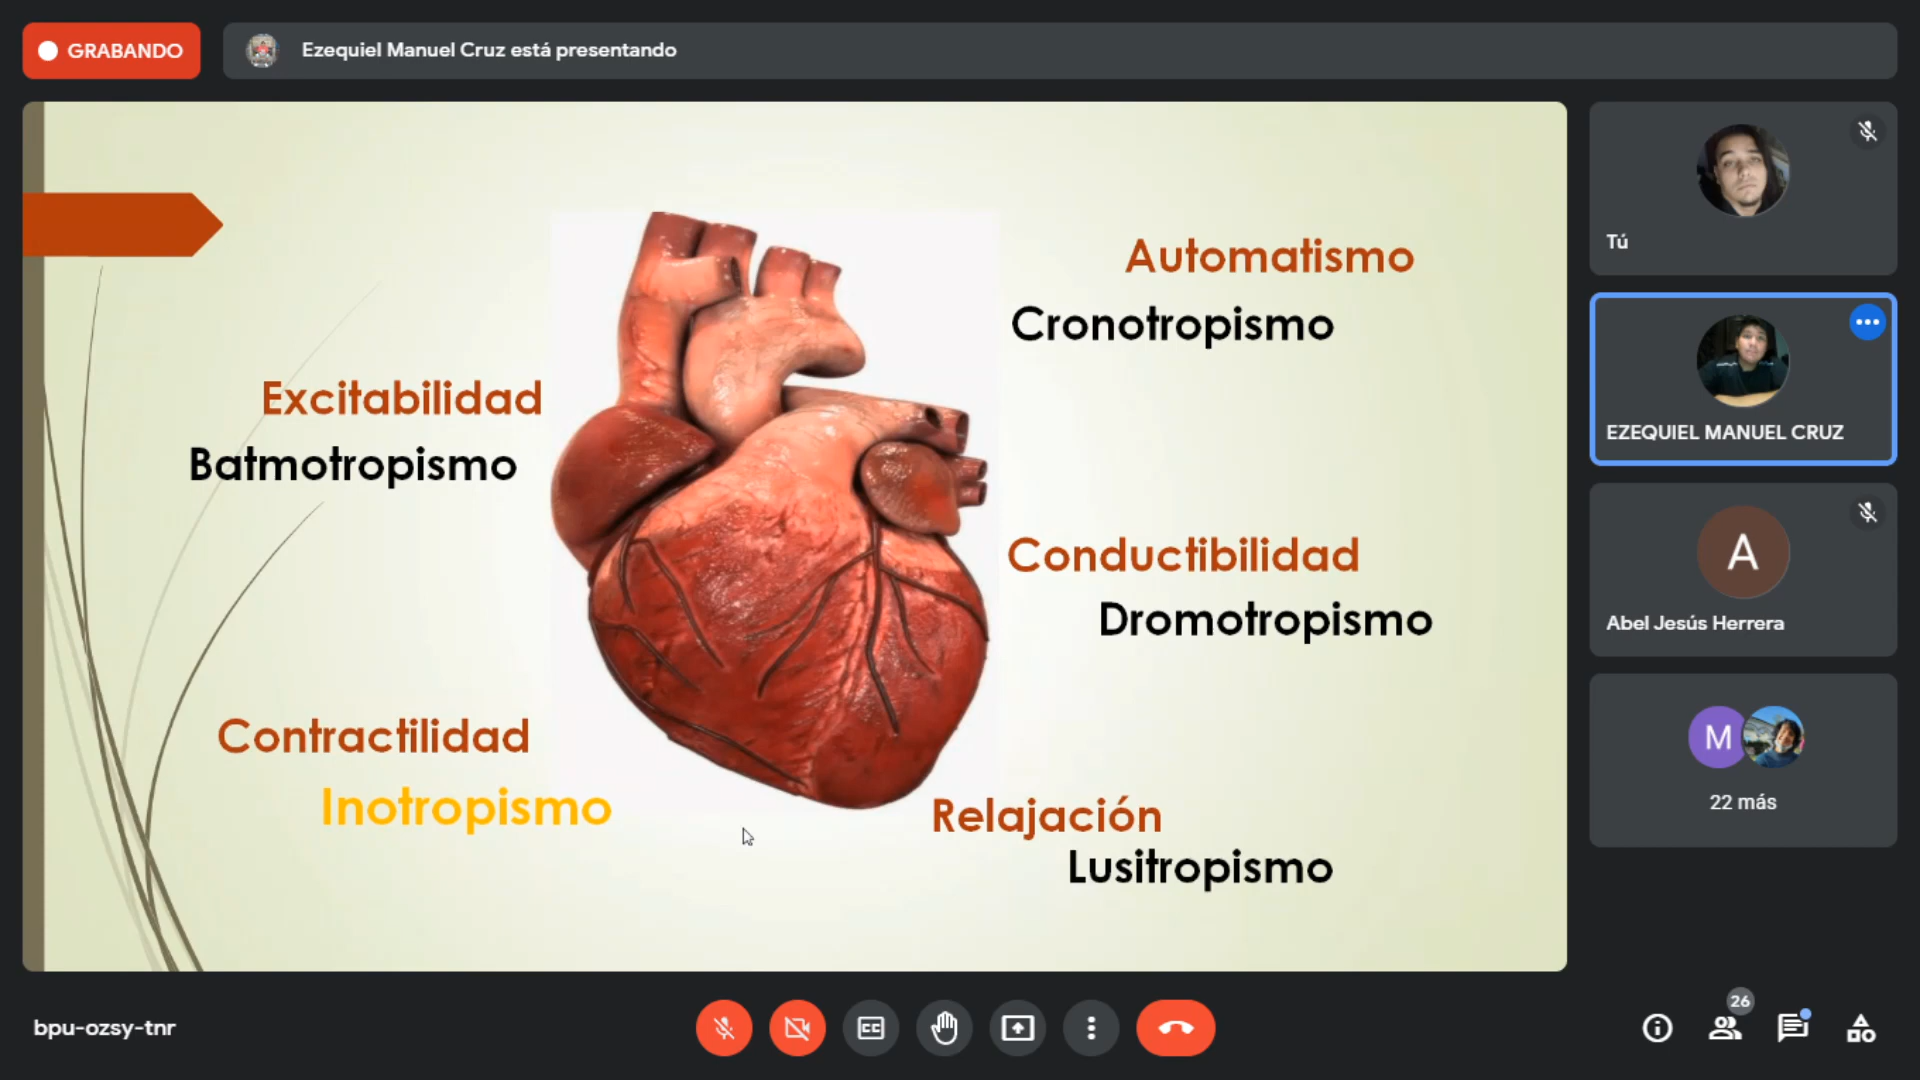 GRABANDO
Ezequiel Manuel Cruz está presentando
Automatismo
Cronotropismo
Excitabilidad
Batmotropismo
Conductibilidad
Dromotropismo
Contractilidad
Inotropismo
Relajación
Lusitropismo
Tú
EZEQUIEL MANUEL CRUZ
A
Abel Jesús Herrera
M
22 más
bpu-ozsy-tnr
CC
26